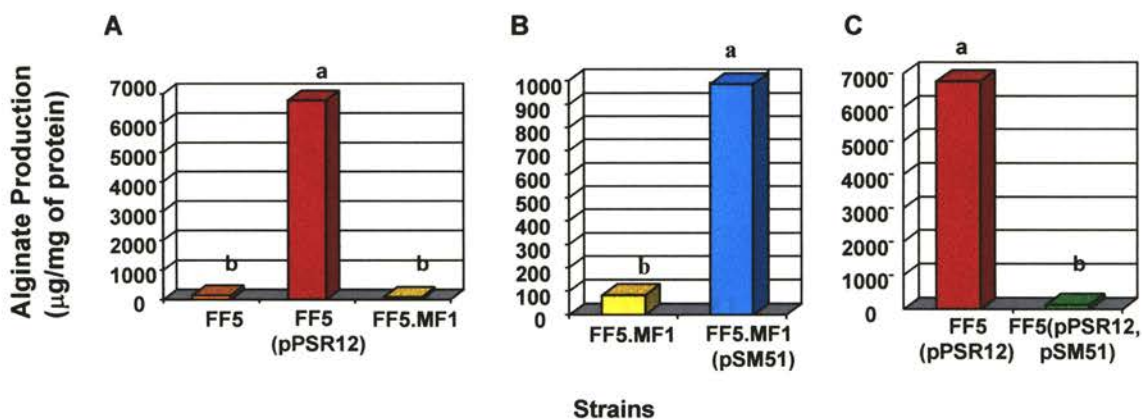 A
B
C
Alginate Production
(µg/mg of protein)
7000
6000
5000
4000
3000
2000
1000
0
b
a
b
FF5
FF5
(pPSR12)
FF5.MF1
1000
900
800
700
600
500
400
300
200
100
0
b
a
FF5.MF1
FF5.MF1
(pSM51)
7000-
6000-
7000-
4000-
3000-
2000-
1000-
0
a
b
FF5
(pPSR12)
FF5(pPSR12,
pSM51)
Strains